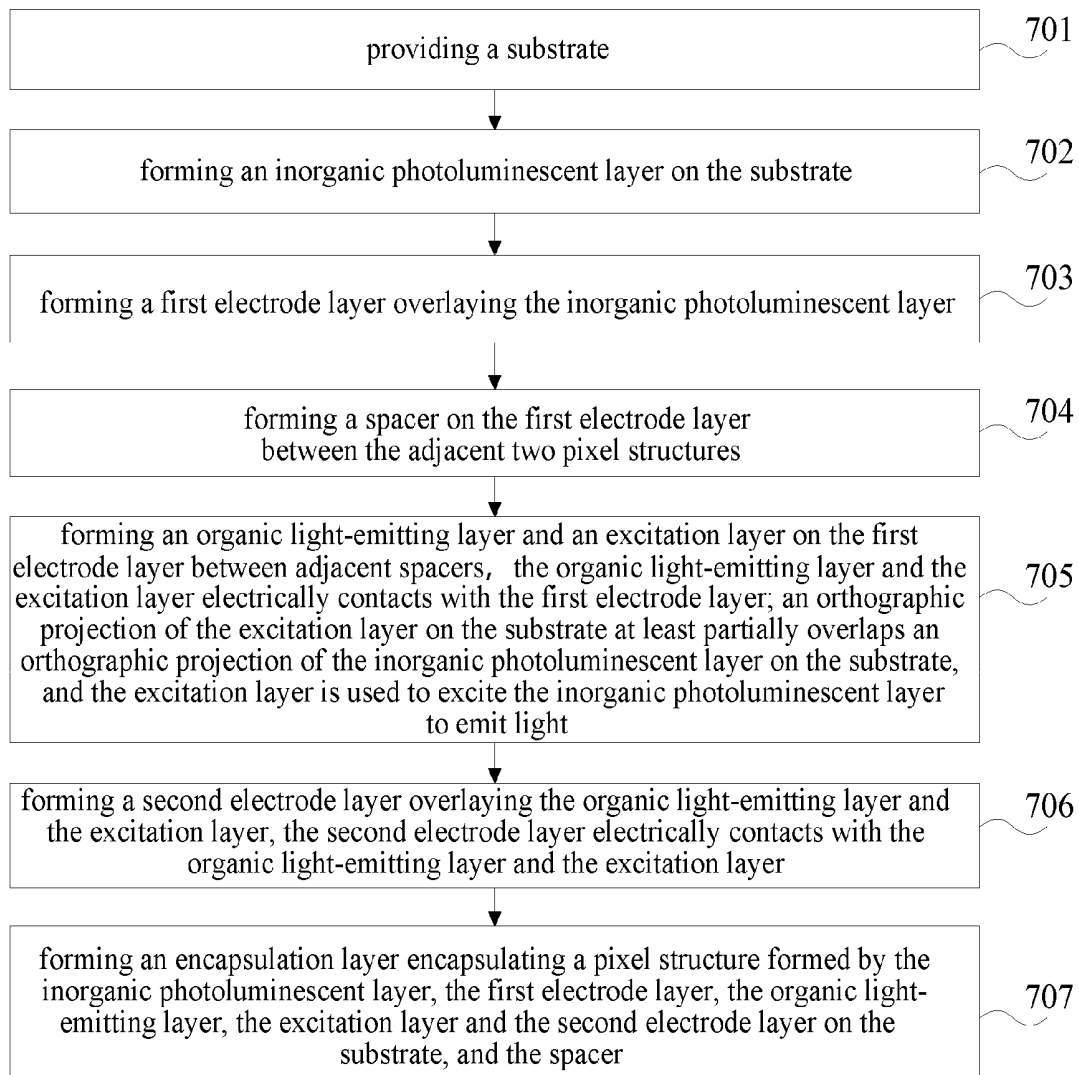 providing a substrate
701
forming an inorganic photoluminescent layer on the substrate
702
forming a first electrode layer overlaying the inorganic photoluminescent layer
703
forming a spacer on the first electrode layer
between the adjacent two pixel structures
704
forming an organic light-emitting layer and an excitation layer on the first
electrode layer between adjacent spacers, the organic light-emitting layer and the
excitation layer electrically contacts with the first electrode layer; an orthographic
projection of the excitation layer on the substrate at least partially overlaps an
orthographic projection of the inorganic photoluminescent layer on the substrate,
and the excitation layer is used to excite the inorganic photoluminescent layer
to emit light
705
forming a second electrode layer overlaying the organic light-emitting layer and
the excitation layer, the second electrode layer electrically contacts with the
organic light-emitting layer and the excitation layer
706
forming an encapsulation layer encapsulating a pixel structure formed by the
inorganic photoluminescent layer, the first electrode layer, the organic light-
emitting layer, the excitation layer and the second electrode layer on the
substrate, and the spacer
707